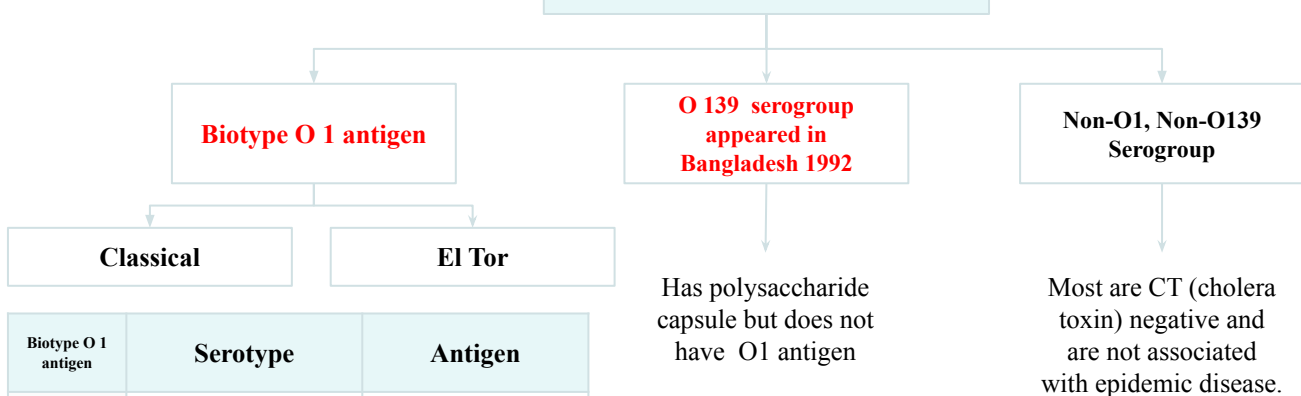 Biotype O 1 antigen
O 139 serogroup
appeared in
Bangladesh 1992
Non-O1, Non-O139
Serogroup
Classical
El Tor
Has polysaccharide
capsule but does not
have O1 antigen
Most are CT (cholera
toxin) negative and
are not associated
with epidemic disease.
Biotype O 1
antigen
Serotype
Antigen